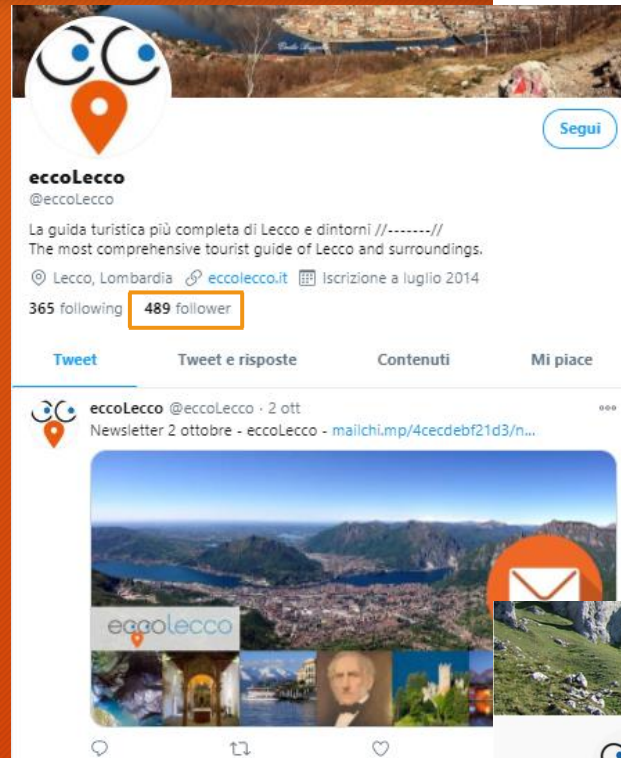 Segui
eccoLecco
@eccoLecco
La guida turistica più completa di Lecco e dintorni //-------//
The most comprehensive tourist guide of Lecco and surroundings.
Lecco, Lombardia eccolecco.it Iscrizione a luglio 2014
365 following 489 follower
Tweet Tweet e risposte Contenuti Mi piace
eccoLecco @eccoLecco · 2 ott
Newsletter 2 ottobre - eccoLecco - mailchi.mp/4cecdebf21d3/n...
eccolecco